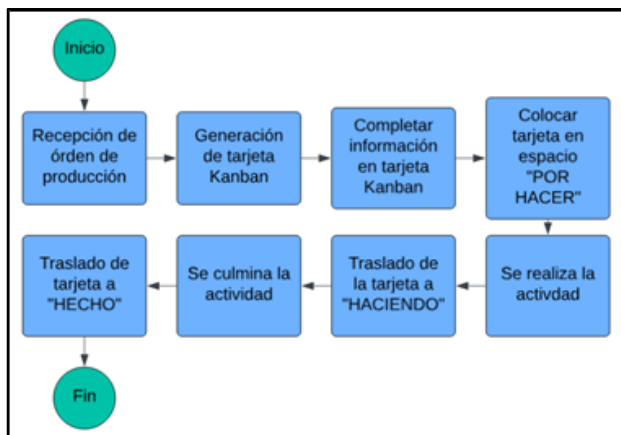 Inicio
Recepción de
órden de
producción
Generación
de tarjeta
Kanban
Completar
información
en tarjeta
Kanban
Colocar
tarjeta en
espacio
"POR
HACER"
Se realiza la
activdad
Traslado de
la tarjeta a
"HACIENDO"
Se culmina la
actividad
Traslado de
tarjeta a
"HECHO"
Fin